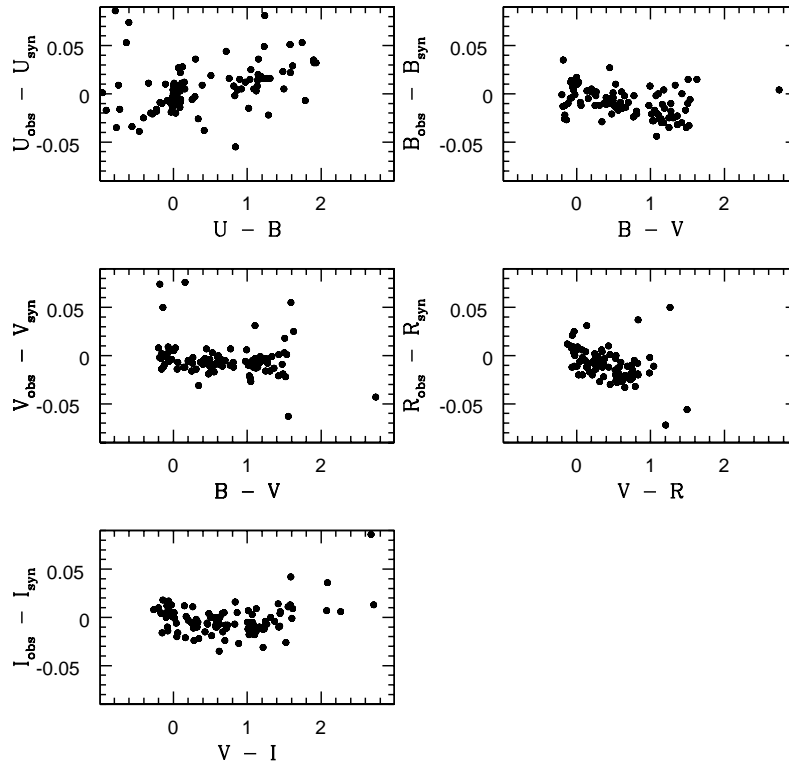 0.05
0
-0.05
U_obs − U_syn
0 1 2
U − B
0.05
0
-0.05
B_obs − B_syn
0 1 2
B − V
0.05
0
-0.05
V_obs − V_syn
0 1 2
B − V
0.05
0
-0.05
R_obs − R_syn
0 1 2
V − R
0.05
0
-0.05
I_obs − I_syn
0 1 2
V − I